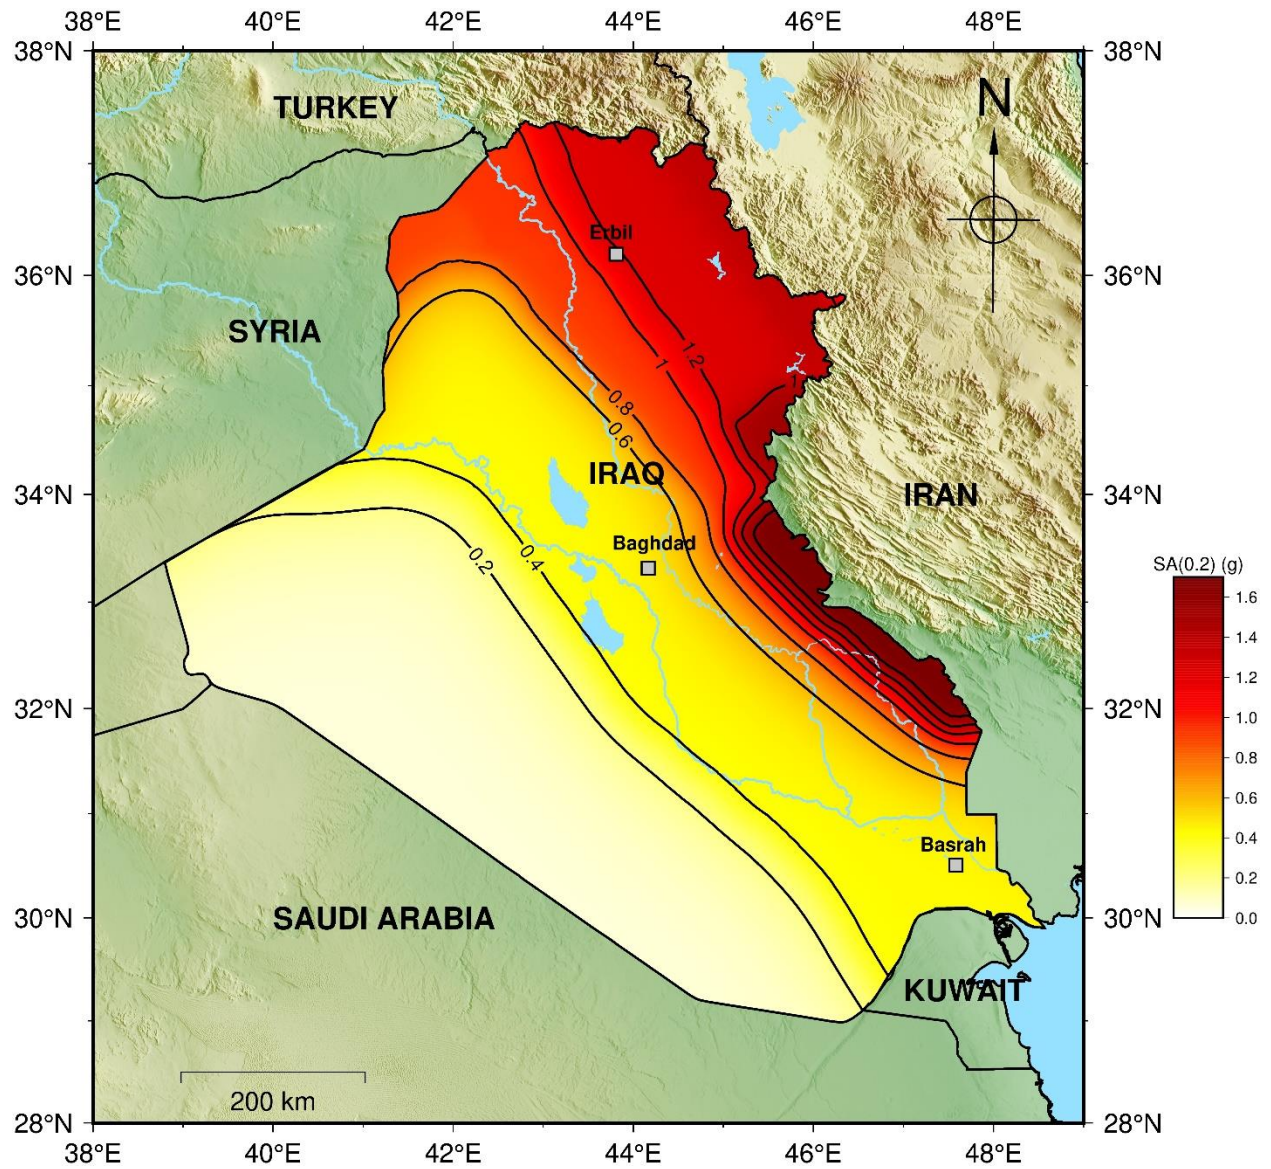 38°E 40°E 42°E 44°E 46°E 48°E
38°N 38°N
TURKEY
N
Erbil
36°N 36°N
SYRIA
1.2
1
0.8
0.6
IRAQ
34°N IRAN 34°N
Baghdad
0.4
0.2
SA(0.2) (g)
1.6
1.4
1.2
1.0
0.8
0.6
0.4
0.2
0.0
32°N 32°N
Basrah
30°N SAUDI ARABIA 30°N
KUWAIT
200 km
28°N 28°N
38°E 40°E 42°E 44°E 46°E 48°E